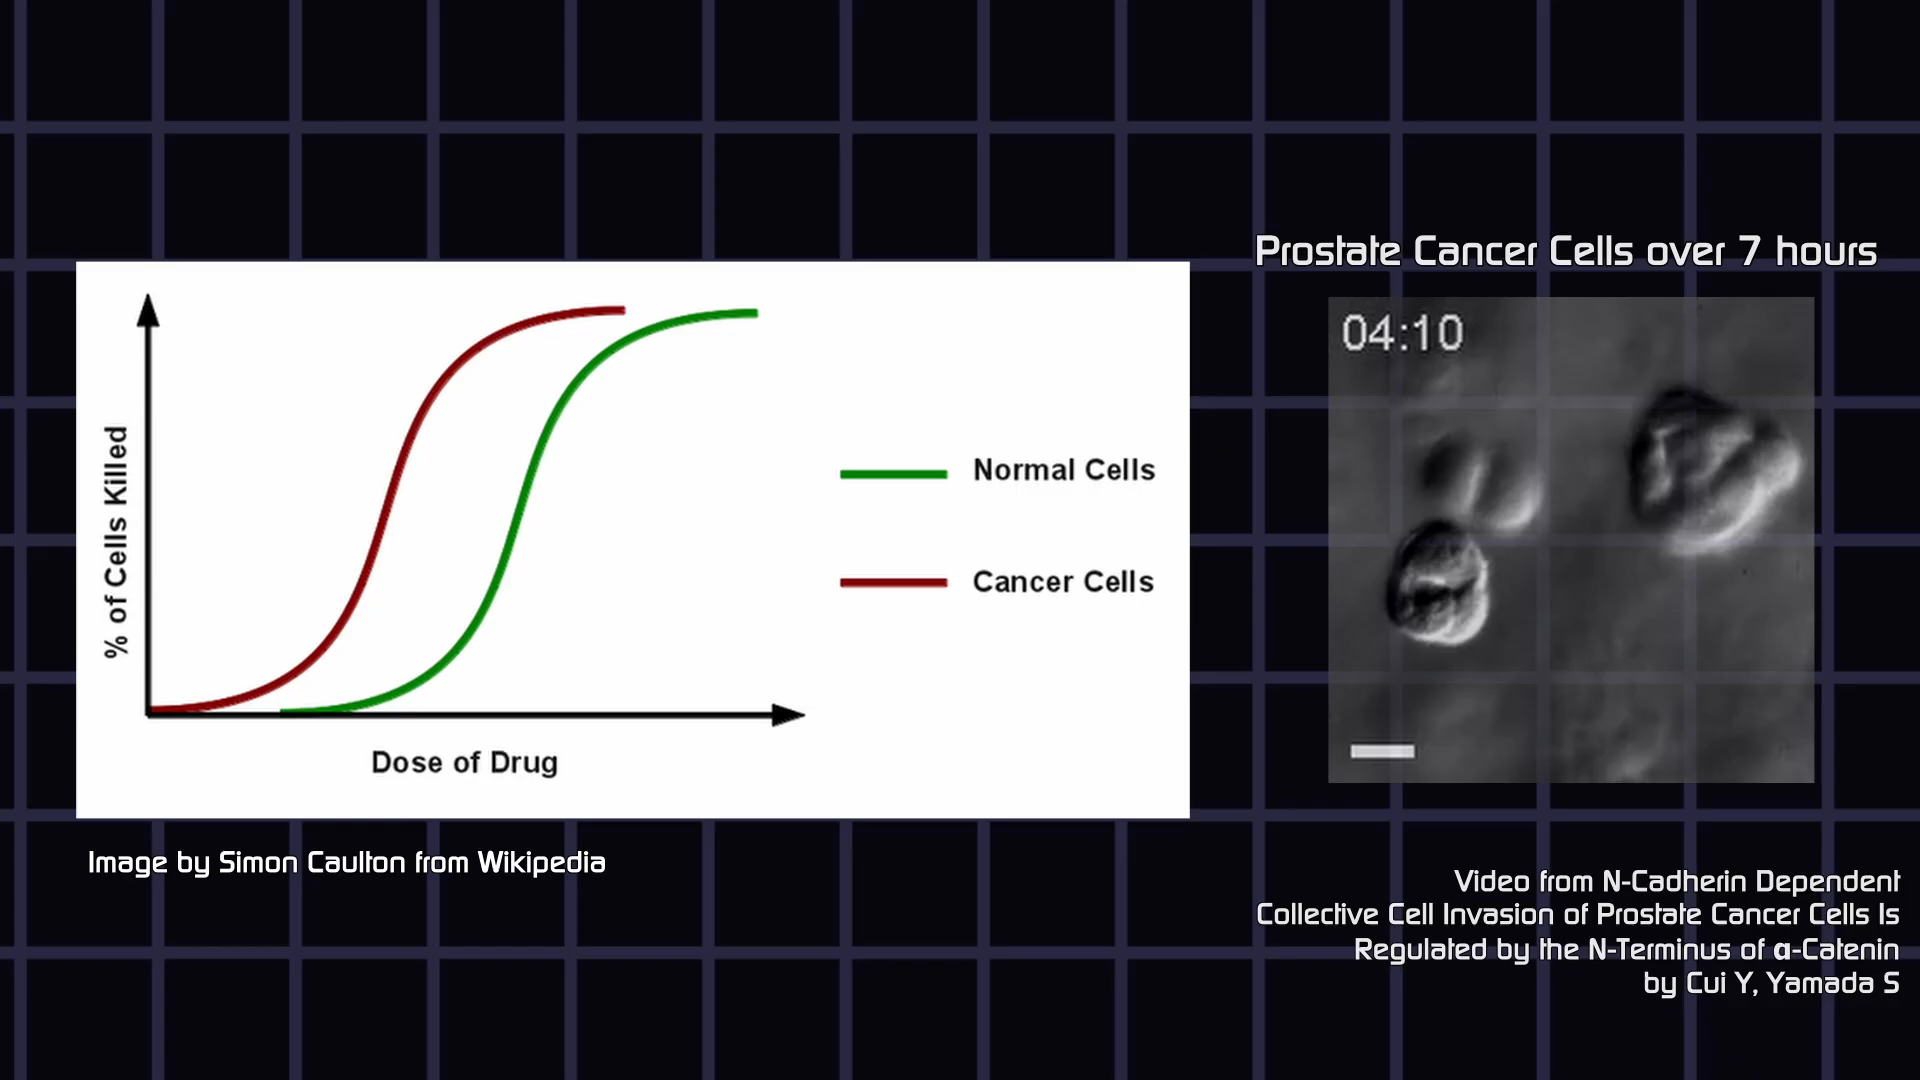 % of Cells Killed
Normal Cells
Cancer Cells
Dose of Drug
Image by Simon Caulton from Wikipedia
Prostate Cancer Cells over 7 hours
04:10
Video from N-Cadherin Dependent
Collective Cell Invasion of Prostate Cancer Cells Is
Regulated by the N-Terminus of α-Catenin
by Cui Y, Yamada S